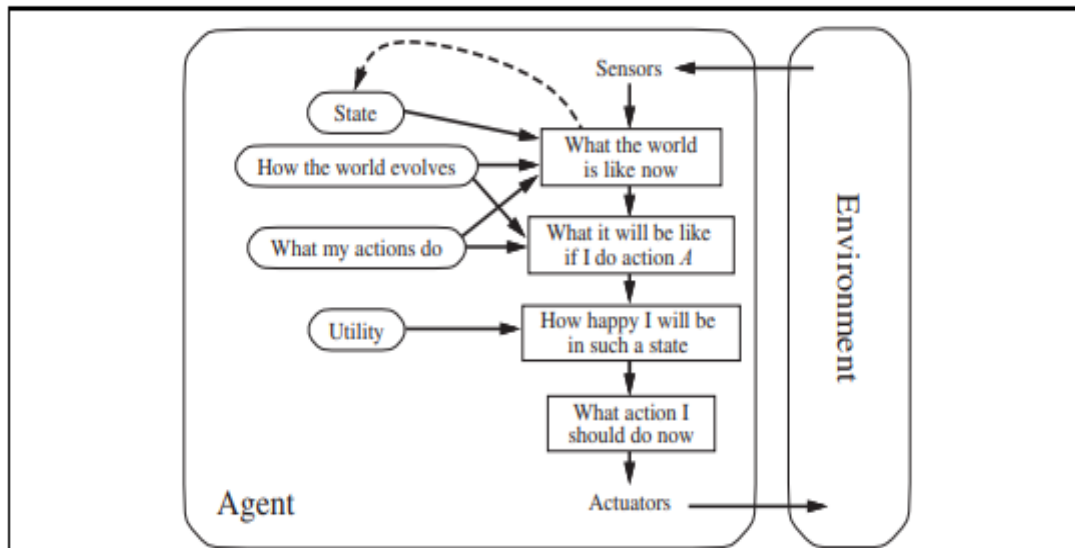 Sensors
State
What the world
is like now
How the world evolves
What my actions do
What it will be like
if I do action A
Utility
How happy I will be
in such a state
What action I
should do now
Agent
Actuators
Environment